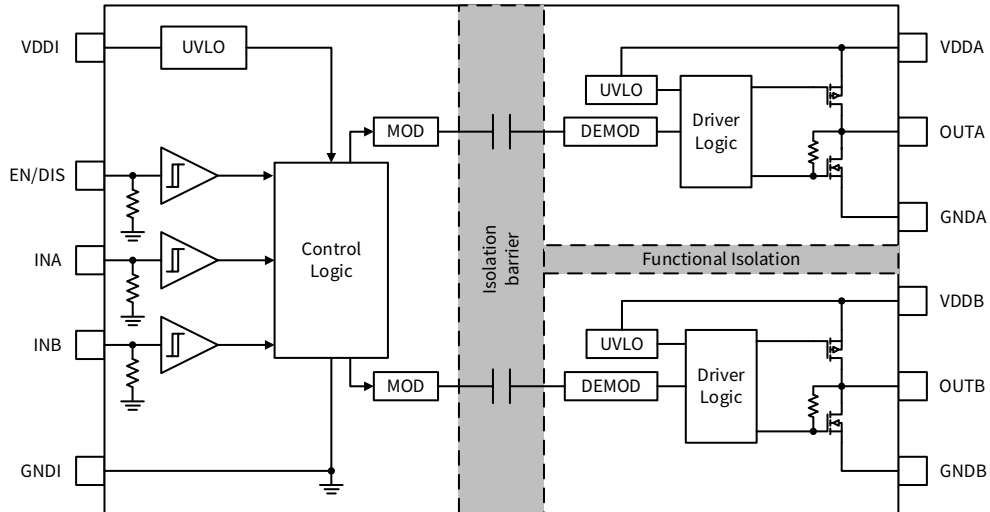 VDDI
UVLO
EN/DIS
INA
INB
GNDI
Control
Logic
MOD
MOD
Isolation
barrier
UVLO
DEMOD
Driver
Logic
VDDA
OUTA
GNDA
Functional Isolation
UVLO
DEMOD
Driver
Logic
VDDB
OUTB
GNDB